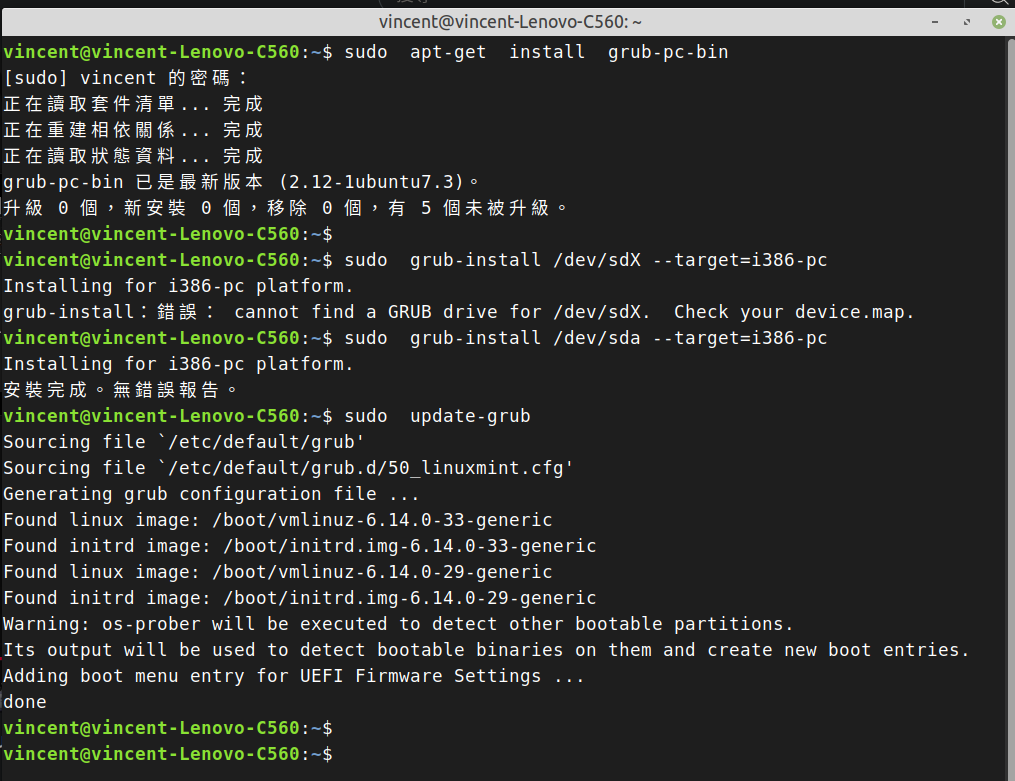 vincent@vincent-Lenovo-C560: ~
vincent@vincent-Lenovo-C560:~$ sudo  apt-get  install  grub-pc-bin
[sudo] vincent 的密碼：
正在讀取套件清單... 完成
正在重建相依關係... 完成
正在讀取狀態資料... 完成
grub-pc-bin 已是最新版本 (2.12-1ubuntu7.3)。
升級 0 個，新安裝 0 個，移除 0 個，有 5 個未被升級。
vincent@vincent-Lenovo-C560:~$
vincent@vincent-Lenovo-C560:~$ sudo  grub-install /dev/sdX --target=i386-pc
Installing for i386-pc platform.
grub-install：錯誤： cannot find a GRUB drive for /dev/sdX.  Check your device.map.
vincent@vincent-Lenovo-C560:~$ sudo  grub-install /dev/sda --target=i386-pc
Installing for i386-pc platform.
安裝完成。無錯誤報告。
vincent@vincent-Lenovo-C560:~$ sudo  update-grub
Sourcing file `/etc/default/grub'
Sourcing file `/etc/default/grub.d/50_linuxmint.cfg'
Generating grub configuration file ...
Found linux image: /boot/vmlinuz-6.14.0-33-generic
Found initrd image: /boot/initrd.img-6.14.0-33-generic
Found linux image: /boot/vmlinuz-6.14.0-29-generic
Found initrd image: /boot/initrd.img-6.14.0-29-generic
Warning: os-prober will be executed to detect other bootable partitions.
Its output will be used to detect bootable binaries on them and create new boot entries.
Adding boot menu entry for UEFI Firmware Settings ...
done
vincent@vincent-Lenovo-C560:~$
vincent@vincent-Lenovo-C560:~$